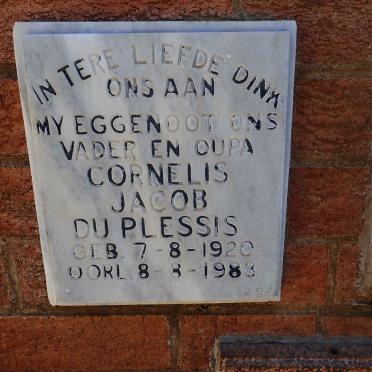 IN TERE LIEFDE DINK
ONS AAN
MY EGGENOOT ONS
VADER EN OUPA
CORNELIS
JACOB
DU PLESSIS
GEB. 7-8-1920
OORL. 8-8-1983